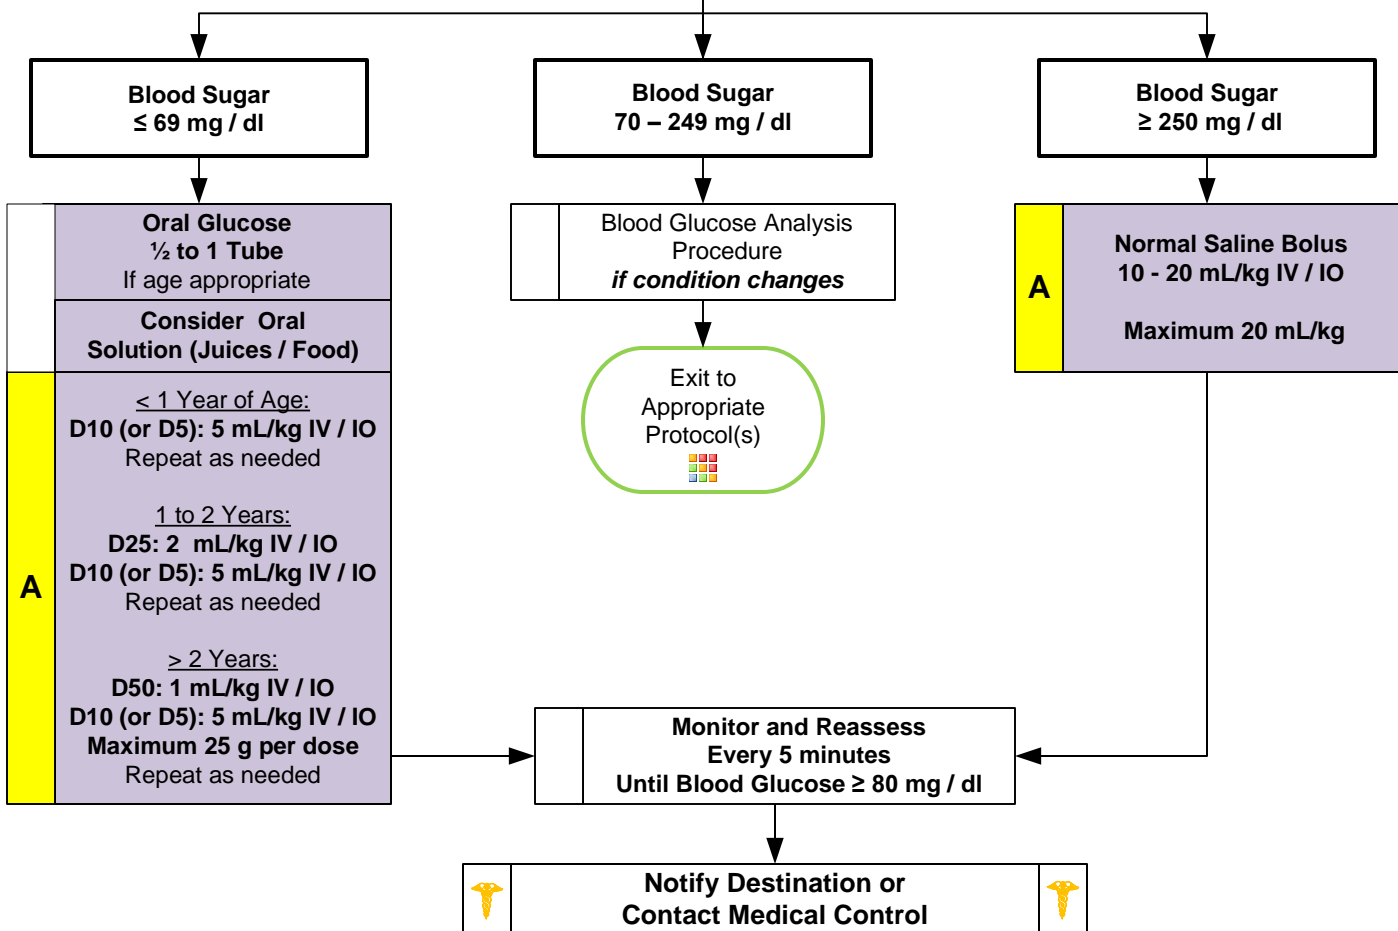 Blood Sugar
≤ 69 mg / dl
Blood Sugar
70 – 249 mg / dl
Blood Sugar
≥ 250 mg / dl
Oral Glucose
½ to 1 Tube
If age appropriate
Consider Oral
Solution (Juices / Food)
A
< 1 Year of Age:
D10 (or D5): 5 mL/kg IV / IO
Repeat as needed
1 to 2 Years:
D25: 2 mL/kg IV / IO
D10 (or D5): 5 mL/kg IV / IO
Repeat as needed
> 2 Years:
D50: 1 mL/kg IV / IO
D10 (or D5): 5 mL/kg IV / IO
Maximum 25 g per dose
Repeat as needed
Blood Glucose Analysis
Procedure
if condition changes
Exit to
Appropriate
Protocol(s)
A
Normal Saline Bolus
10 - 20 mL/kg IV / IO
Maximum 20 mL/kg
Monitor and Reassess
Every 5 minutes
Until Blood Glucose ≥ 80 mg / dl
Notify Destination or
Contact Medical Control